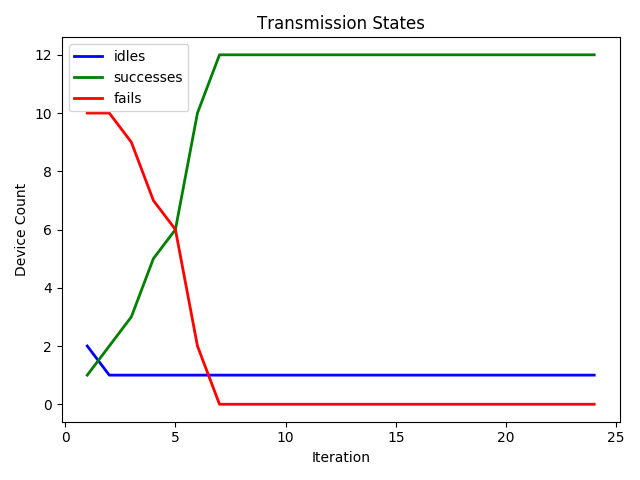 Transmission States
idles
successes
fails
Device Count
12
10
8
6
4
2
0
0 5 10 15 20 25
Iteration